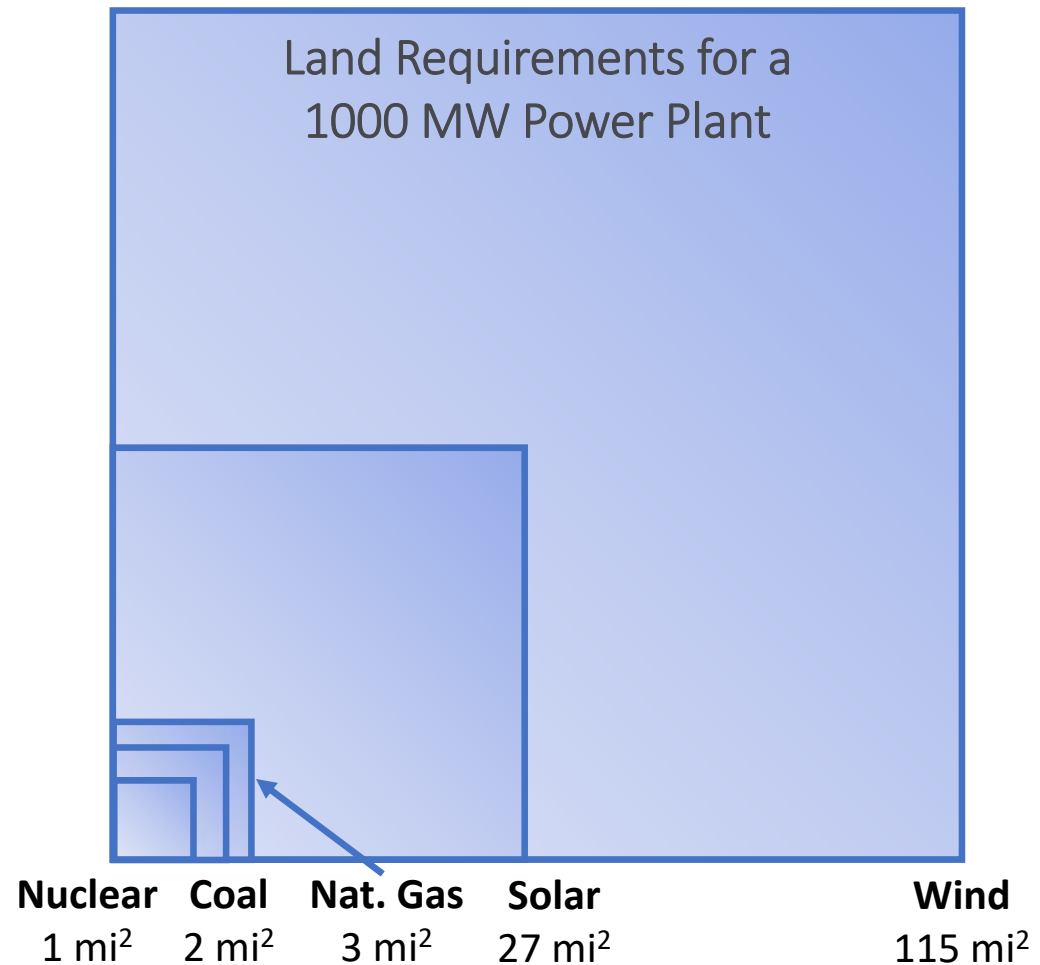 Land Requirements for a
1000 MW Power Plant
Nuclear Coal Nat. Gas Solar Wind
1 mi² 2 mi² 3 mi² 27 mi² 115 mi²